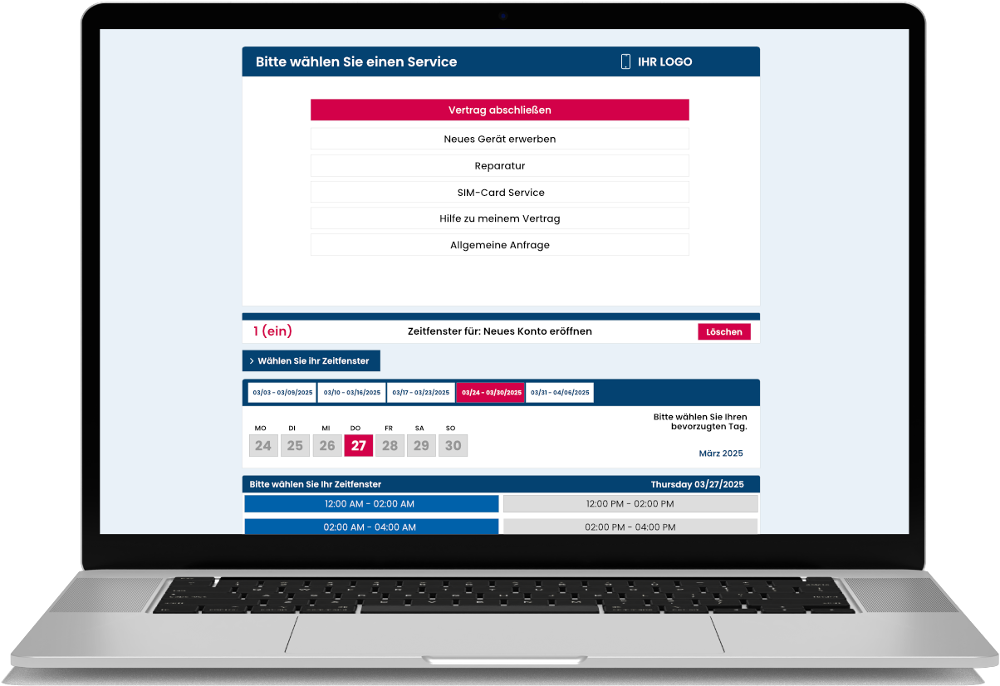 Bitte wählen Sie einen Service
IHR LOGO
Vertrag abschließen
Neues Gerät erwerben
Reparatur
SIM-Card Service
Hilfe zu meinem Vertrag
Allgemeine Anfrage
1 (ein)
Zeitfenster für: Neues Konto eröffnen
Löschen
> Wählen Sie ihr Zeitfenster
03/03 - 03/09/2025
03/10 - 03/16/2025
03/17 - 03/23/2025
03/24 - 03/30/2025
03/31 - 04/06/2025
Bitte wählen Sie Ihren
bevorzugten Tag.
MO DI MI DO FR SA SO
24 25 26 27 28 29 30
März 2025
Bitte wählen Sie Ihr Zeitfenster
Thursday 03/27/2025
12:00 AM - 02:00 AM
12:00 PM - 02:00 PM
02:00 AM - 04:00 AM
02:00 PM - 04:00 PM